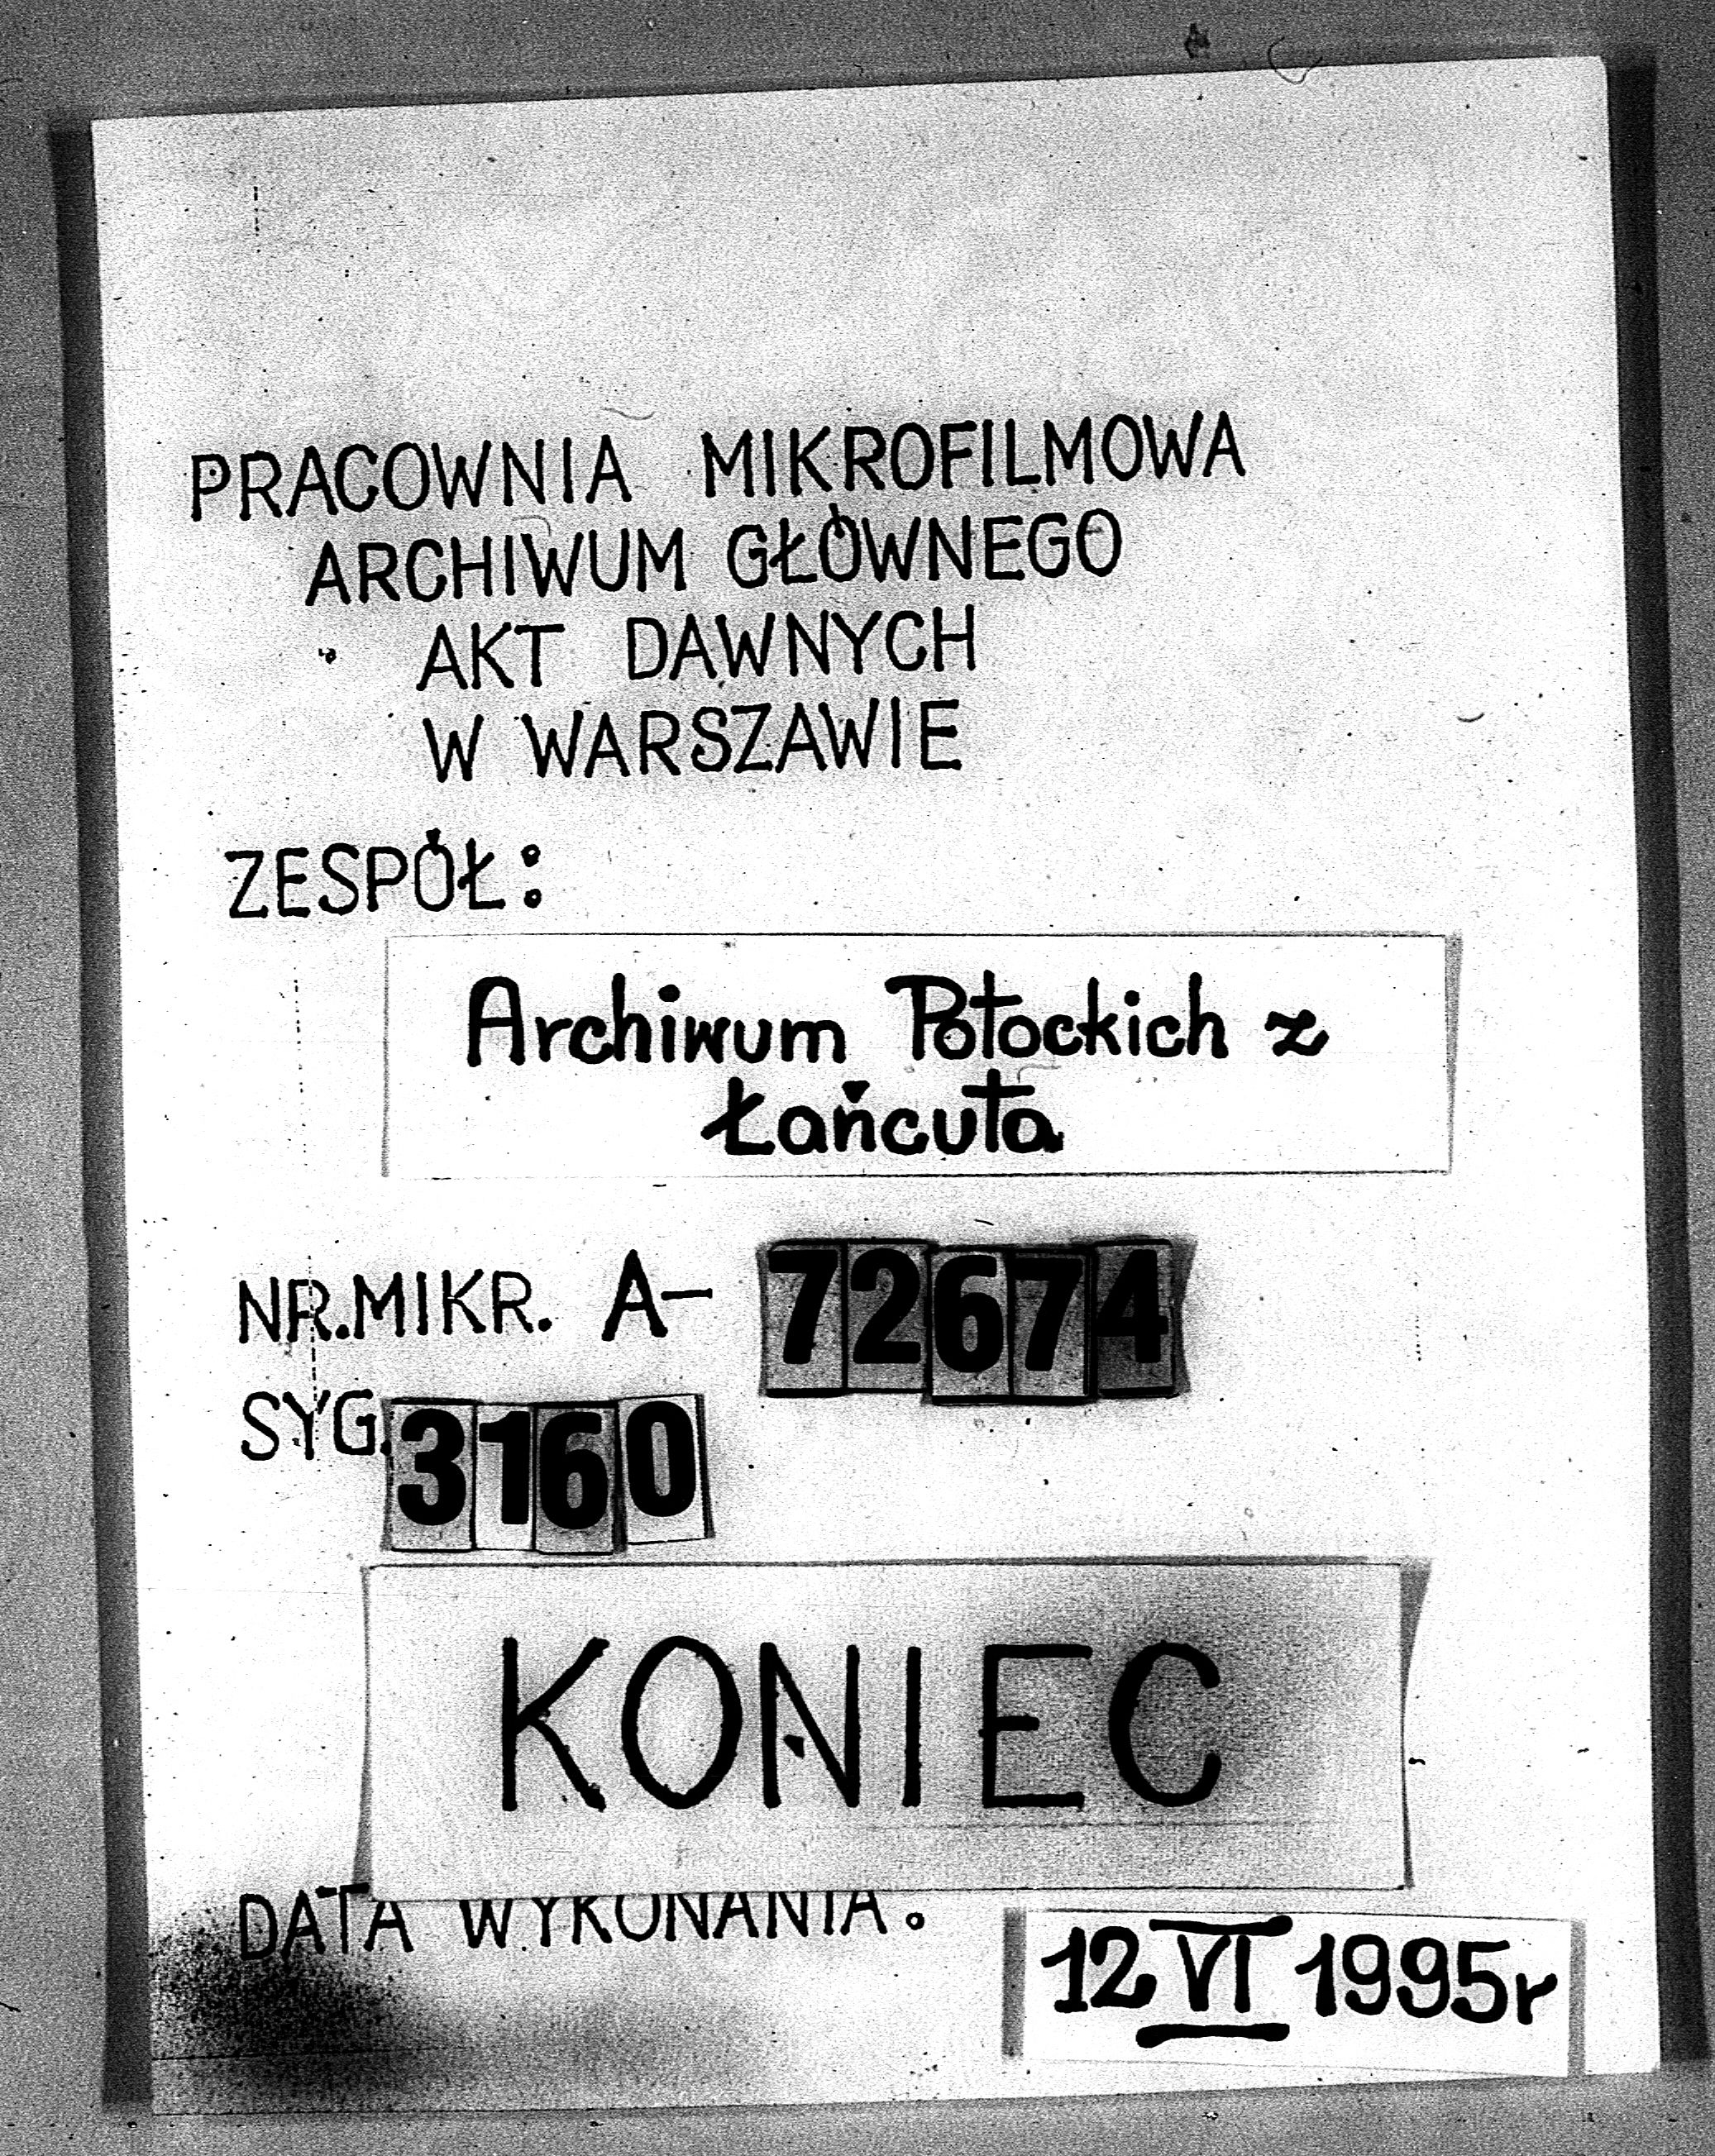 PRACOWNIA MIKROFILMOWA
ARCHIWUM GŁÓWNEGO
AKT DAWNYCH
W WARSZAWIE
ZESPÓŁ:
Archiwum Potockich z
Łańcuta
NR.MIKR. A- 72674
SYG. 3160
KONIEC
DATA WYKONANIA:
12 VI 1995r